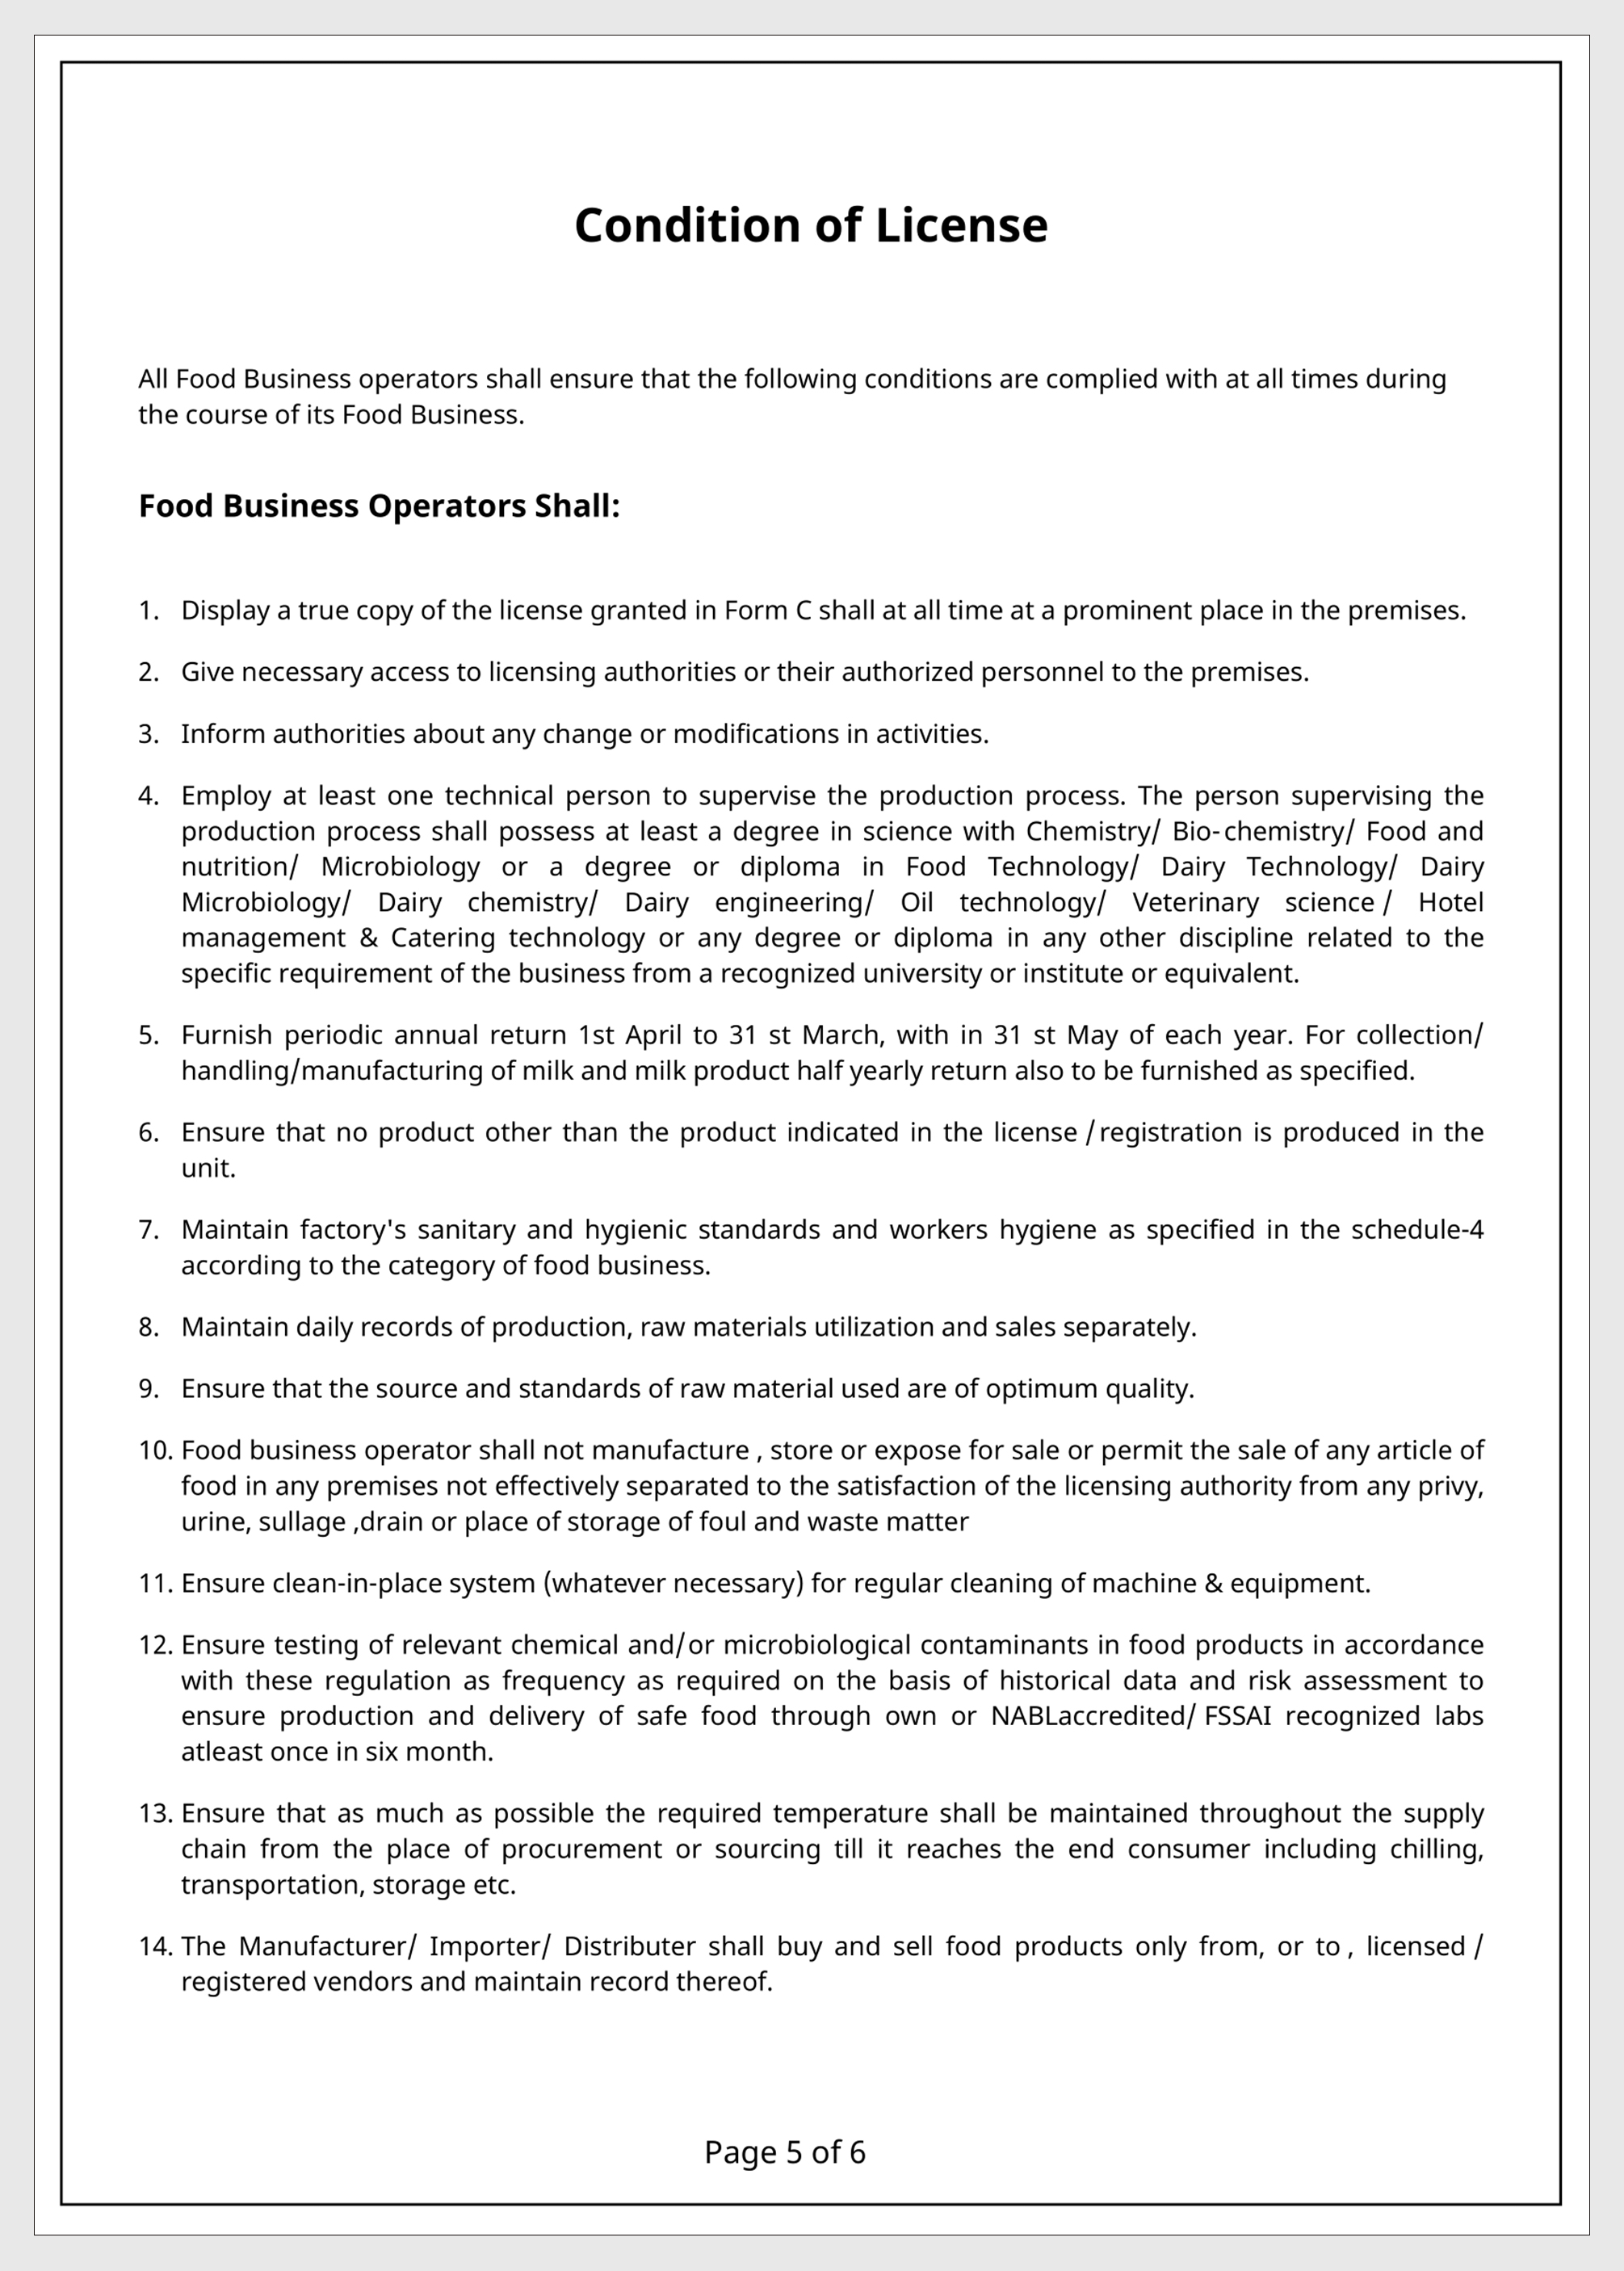 Condition of License
All Food Business operators shall ensure that the following conditions are complied with at all times during
the course of its Food Business.
Food Business Operators Shall:
1. Display a true copy of the license granted in Form C shall at all time at a prominent place in the premises.
2. Give necessary access to licensing authorities or their authorized personnel to the premises.
3. Inform authorities about any change or modifications in activities.
4. Employ at least one technical person to supervise the production process. The person supervising the
production process shall possess at least a degree in science with Chemistry/ Bio-chemistry/ Food and
nutrition/ Microbiology or a degree or diploma in Food Technology/ Dairy Technology/ Dairy
Microbiology/ Dairy chemistry/ Dairy engineering/ Oil technology/ Veterinary science / Hotel
management & Catering technology or any degree or diploma in any other discipline related to the
specific requirement of the business from a recognized university or institute or equivalent.
5. Furnish periodic annual return 1st April to 31 st March, with in 31 st May of each year. For collection/
handling/manufacturing of milk and milk product half yearly return also to be furnished as specified.
6. Ensure that no product other than the product indicated in the license /registration is produced in the
unit.
7. Maintain factory's sanitary and hygienic standards and workers hygiene as specified in the schedule-4
according to the category of food business.
8. Maintain daily records of production, raw materials utilization and sales separately.
9. Ensure that the source and standards of raw material used are of optimum quality.
10. Food business operator shall not manufacture , store or expose for sale or permit the sale of any article of
food in any premises not effectively separated to the satisfaction of the licensing authority from any privy,
urine, sullage ,drain or place of storage of foul and waste matter
11. Ensure clean-in-place system (whatever necessary) for regular cleaning of machine & equipment.
12. Ensure testing of relevant chemical and/or microbiological contaminants in food products in accordance
with these regulation as frequency as required on the basis of historical data and risk assessment to
ensure production and delivery of safe food through own or NABLaccredited/ FSSAI recognized labs
atleast once in six month.
13. Ensure that as much as possible the required temperature shall be maintained throughout the supply
chain from the place of procurement or sourcing till it reaches the end consumer including chilling,
transportation, storage etc.
14. The Manufacturer/ Importer/ Distributer shall buy and sell food products only from, or to , licensed /
registered vendors and maintain record thereof.
Page 5 of 6